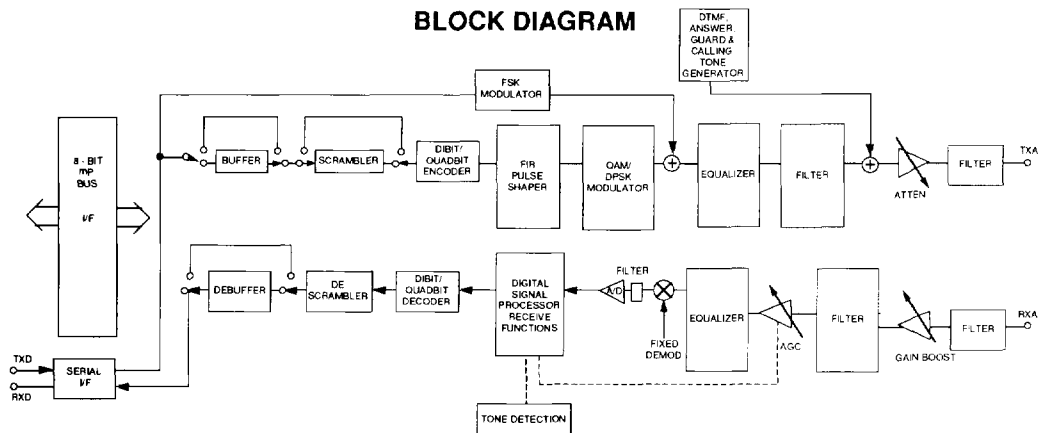 BLOCK DIAGRAM
DTMF,
ANSWER,
GUARD &
CALLING
TONE
GENERATOR
FSK
MODULATOR
8 - BIT
mP
BUS
I/F
BUFFER
SCRAMBLER
DIBIT/
QUADBIT
ENCODER
FIR
PULSE
SHAPER
QAM/
DPSK
MODULATOR
EQUALIZER
FILTER
ATTEN
FILTER
TXA
DEBUFFER
DE
SCRAMBLER
DIBIT/
QUADBIT
DECODER
DIGITAL
SIGNAL
PROCESSOR
RECEIVE
FUNCTIONS
A/D
FILTER
FIXED
DEMOD
EQUALIZER
AGC
FILTER
GAIN BOOST
FILTER
RXA
TXD
RXD
SERIAL
I/F
TONE DETECTION